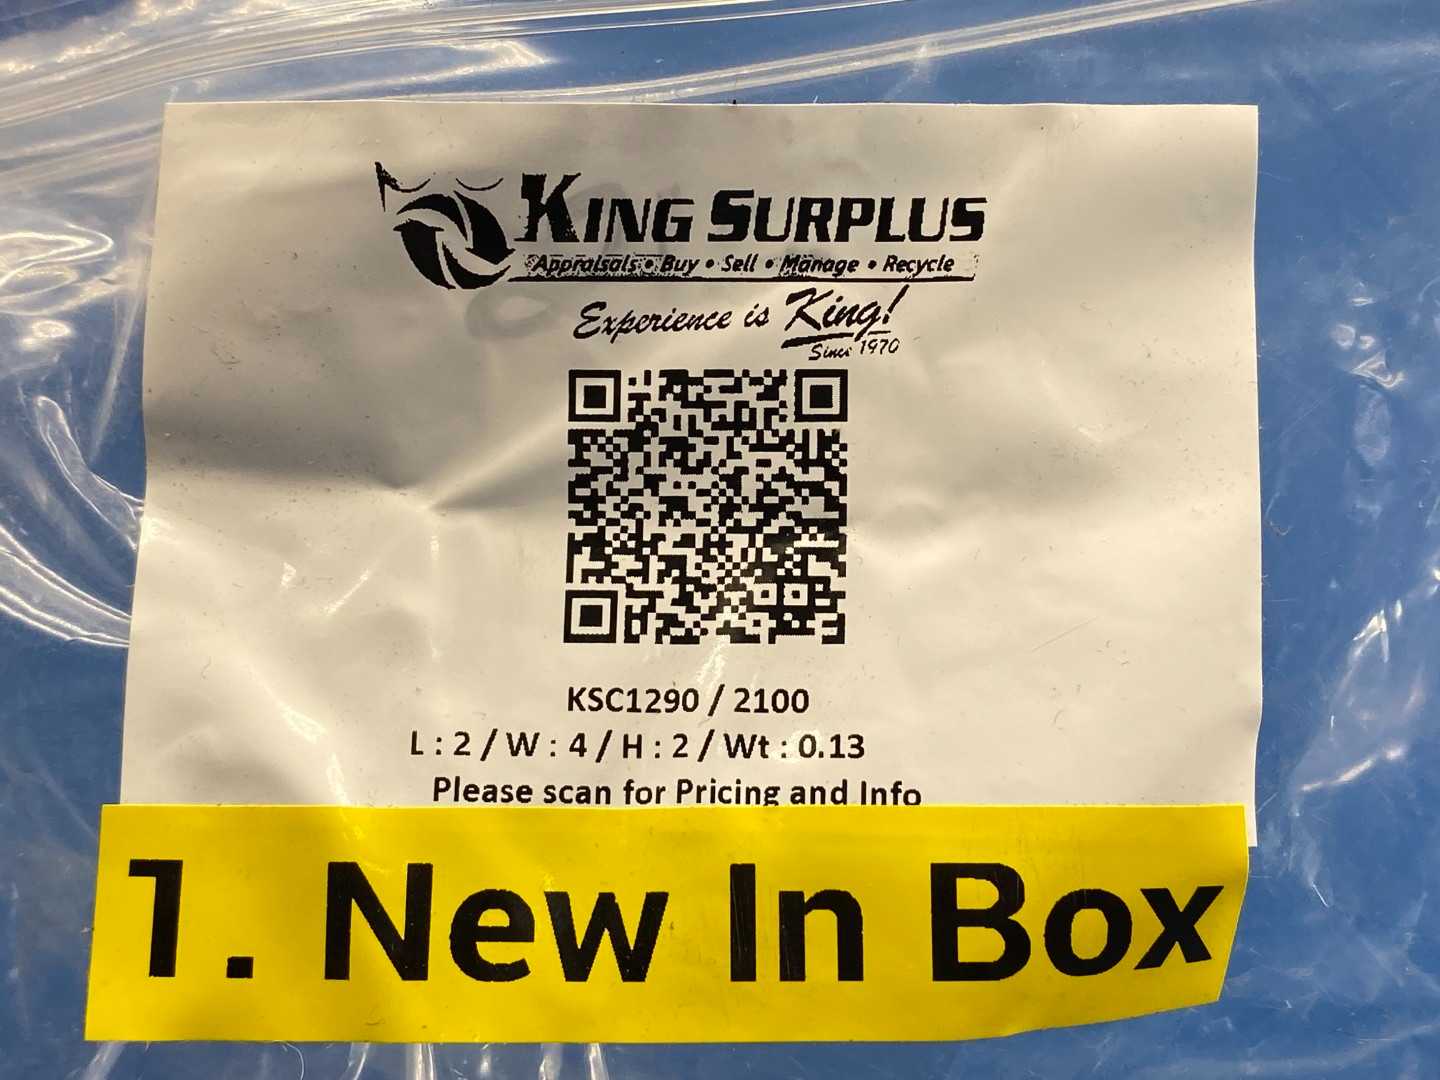 KING SURPLUS
Appraisals • Buy • Sell • Manage • Recycle
Experience is King!
Since 1970
KSC1290 / 2100
L : 2 / W : 4 / H : 2 / Wt : 0.13
Please scan for Pricing and Info
1. New In Box